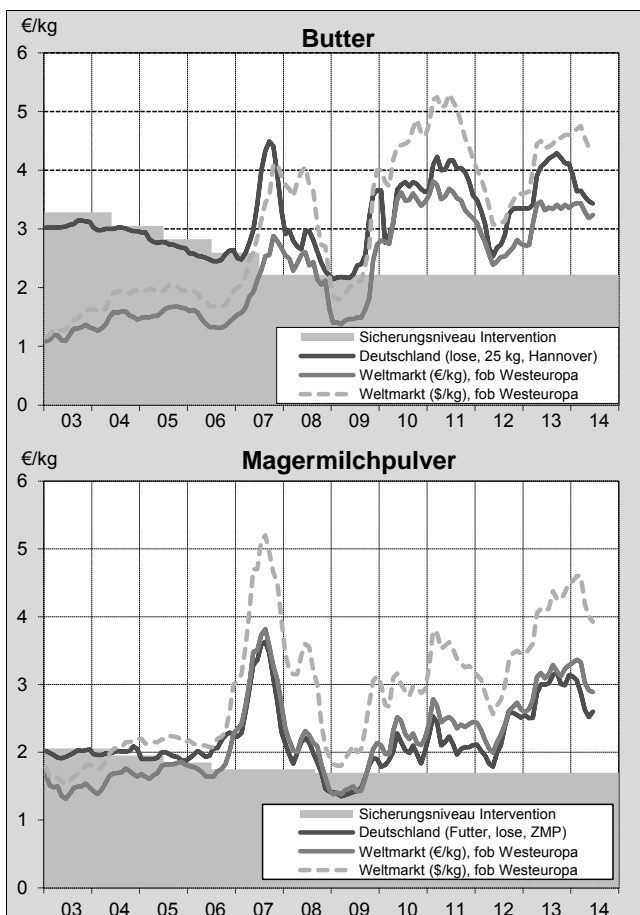 €/kg
Butter
6
5
4
3
2
1
0
Sicherungsniveau Intervention
Deutschland (lose, 25 kg, Hannover)
Weltmarkt (€/kg), fob Westeuropa
Weltmarkt ($/kg), fob Westeuropa
03 04 05 06 07 08 09 10 11 12 13 14
€/kg
Magermilchpulver
6
5
4
3
2
1
0
Sicherungsniveau Intervention
Deutschland (Futter, lose, ZMP)
Weltmarkt (€/kg), fob Westeuropa
Weltmarkt ($/kg), fob Westeuropa
03 04 05 06 07 08 09 10 11 12 13 14